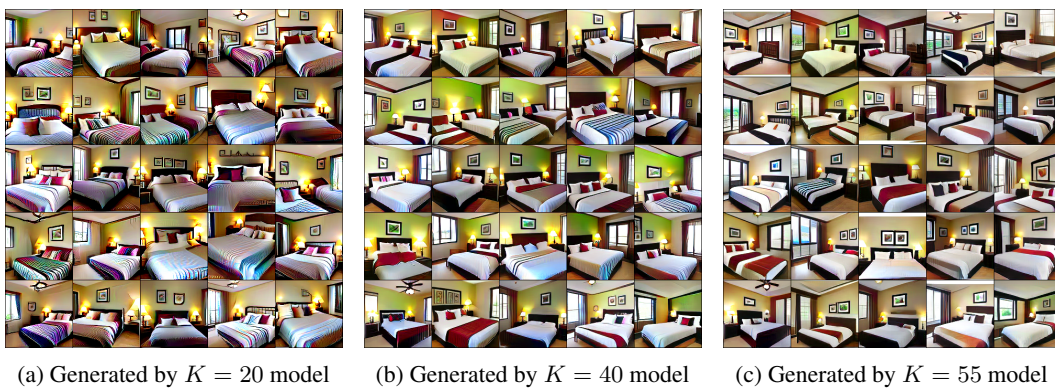 (a) Generated by K = 20 model
(b) Generated by K = 40 model
(c) Generated by K = 55 model